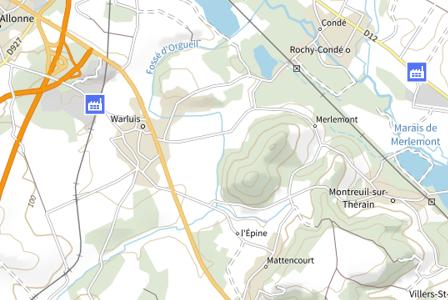 Allonne
D927
Fossé d'Orgueil
Condé
Rochy-Condé
D12
Warluis
Merlemont
Marais de
Merlemont
Montreuil-sur-
Thérain
100
l'Épine
Mattencourt
Villers-St-